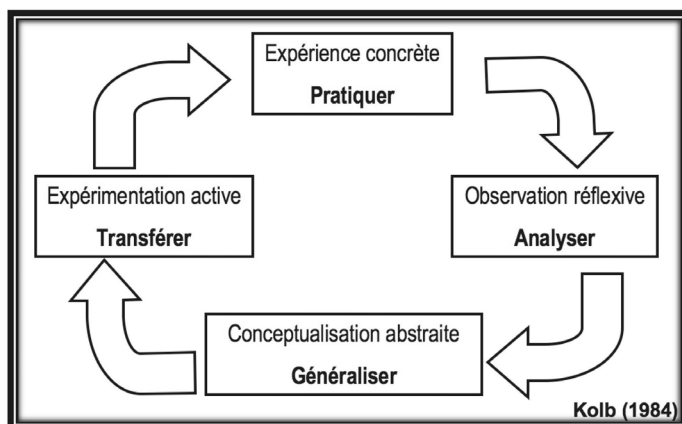 Expérience concrète
Pratiquer
Expérimentation active
Transférer
Observation réflexive
Analyser
Conceptualisation abstraite
Généraliser
Kolb (1984)